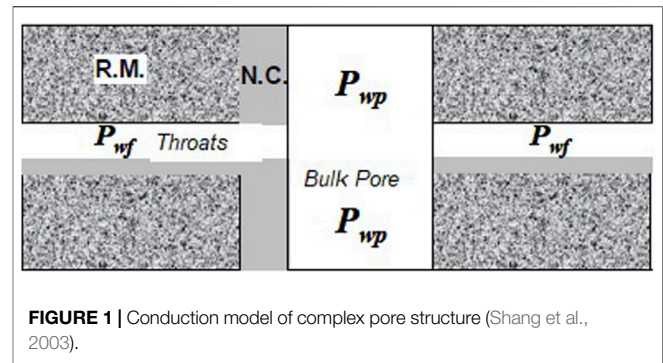 R.M.
N.C.
P_wp
P_wf Throats
P_wf
Bulk Pore
P_wp
FIGURE 1 | Conduction model of complex pore structure (Shang et al.,
2003).